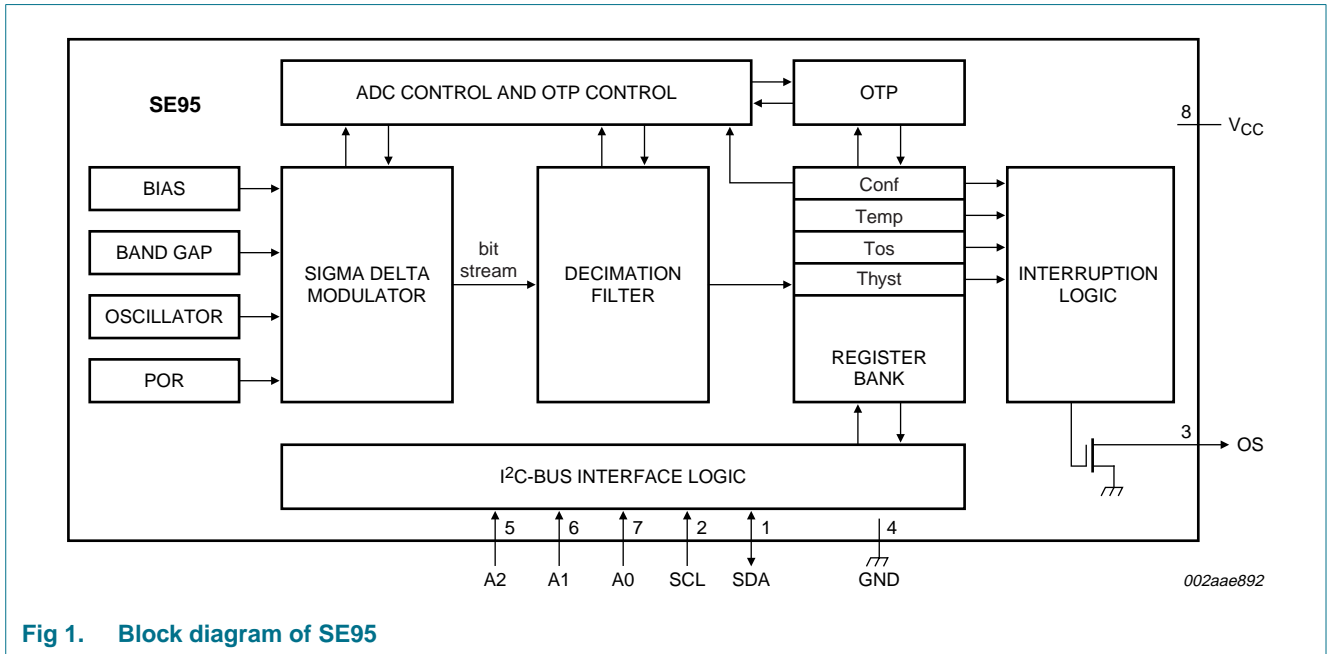 SE95
ADC CONTROL AND OTP CONTROL
OTP
8
VCC
BIAS
BAND GAP
OSCILLATOR
POR
SIGMA DELTA
MODULATOR
bit
stream
DECIMATION
FILTER
Conf
Temp
Tos
Thyst
REGISTER
BANK
INTERRUPTION
LOGIC
3
OS
I²C-BUS INTERFACE LOGIC
5
6
7
2
1
4
A2
A1
A0
SCL
SDA
GND
002aae892
Fig 1. Block diagram of SE95